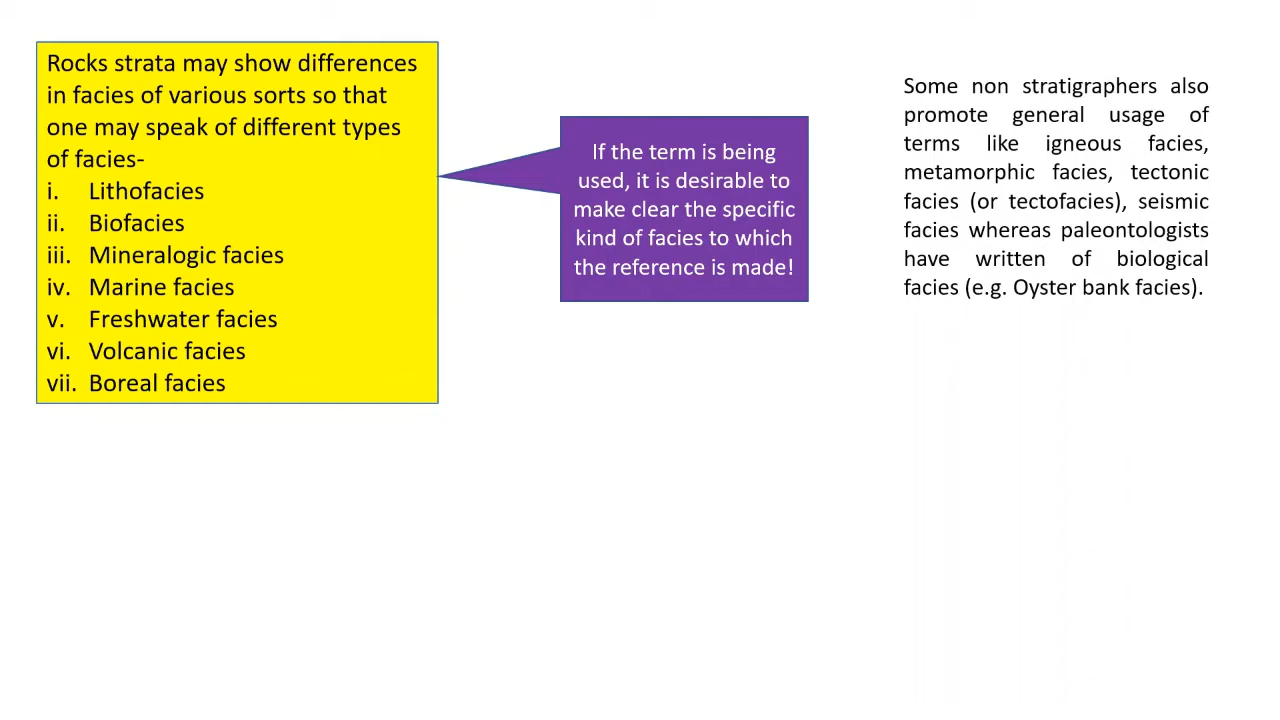 Rocks strata may show differences
in facies of various sorts so that
one may speak of different types
of facies-
i. Lithofacies
ii. Biofacies
iii. Mineralogic facies
iv. Marine facies
v. Freshwater facies
vi. Volcanic facies
vii. Boreal facies
If the term is being
used, it is desirable to
make clear the specific
kind of facies to which
the reference is made!
Some non stratigraphers also
promote general usage of
terms like igneous facies,
metamorphic facies, tectonic
facies (or tectofacies), seismic
facies whereas paleontologists
have written of biological
facies (e.g. Oyster bank facies).